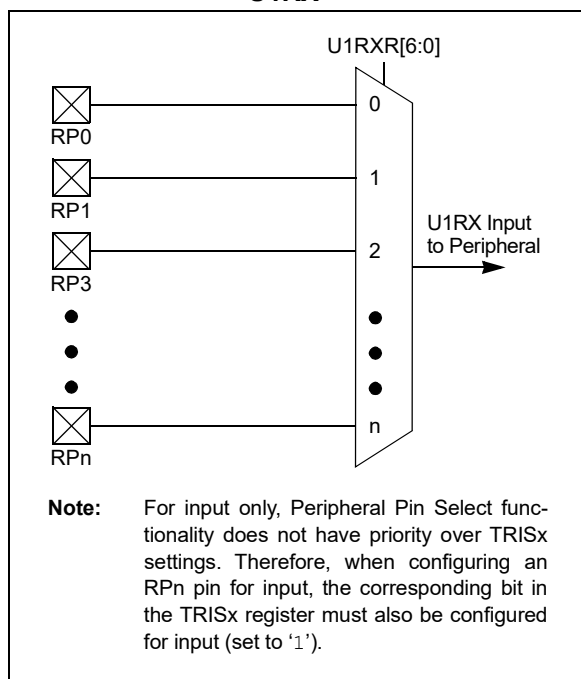 U1RXR[6:0]
0
RP0
1
RP1
U1RX Input
to Peripheral
2
RP3
n
RPn
Note: For input only, Peripheral Pin Select func-
tionality does not have priority over TRISx
settings. Therefore, when configuring an
RPn pin for input, the corresponding bit in
the TRISx register must also be configured
for input (set to ‘1’).